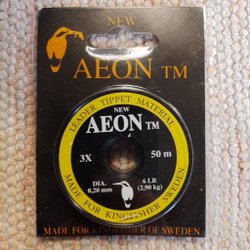 NEW
AEON TM
LEADER TIPPET MATERIAL
NEW
AEON TM
3X
50 m
DIA.
0,20 mm
6 LB
(2,90 kg)
MADE FOR KINGFISHER SWEDEN
MADE FOR KINGFISHER OF SWEDEN